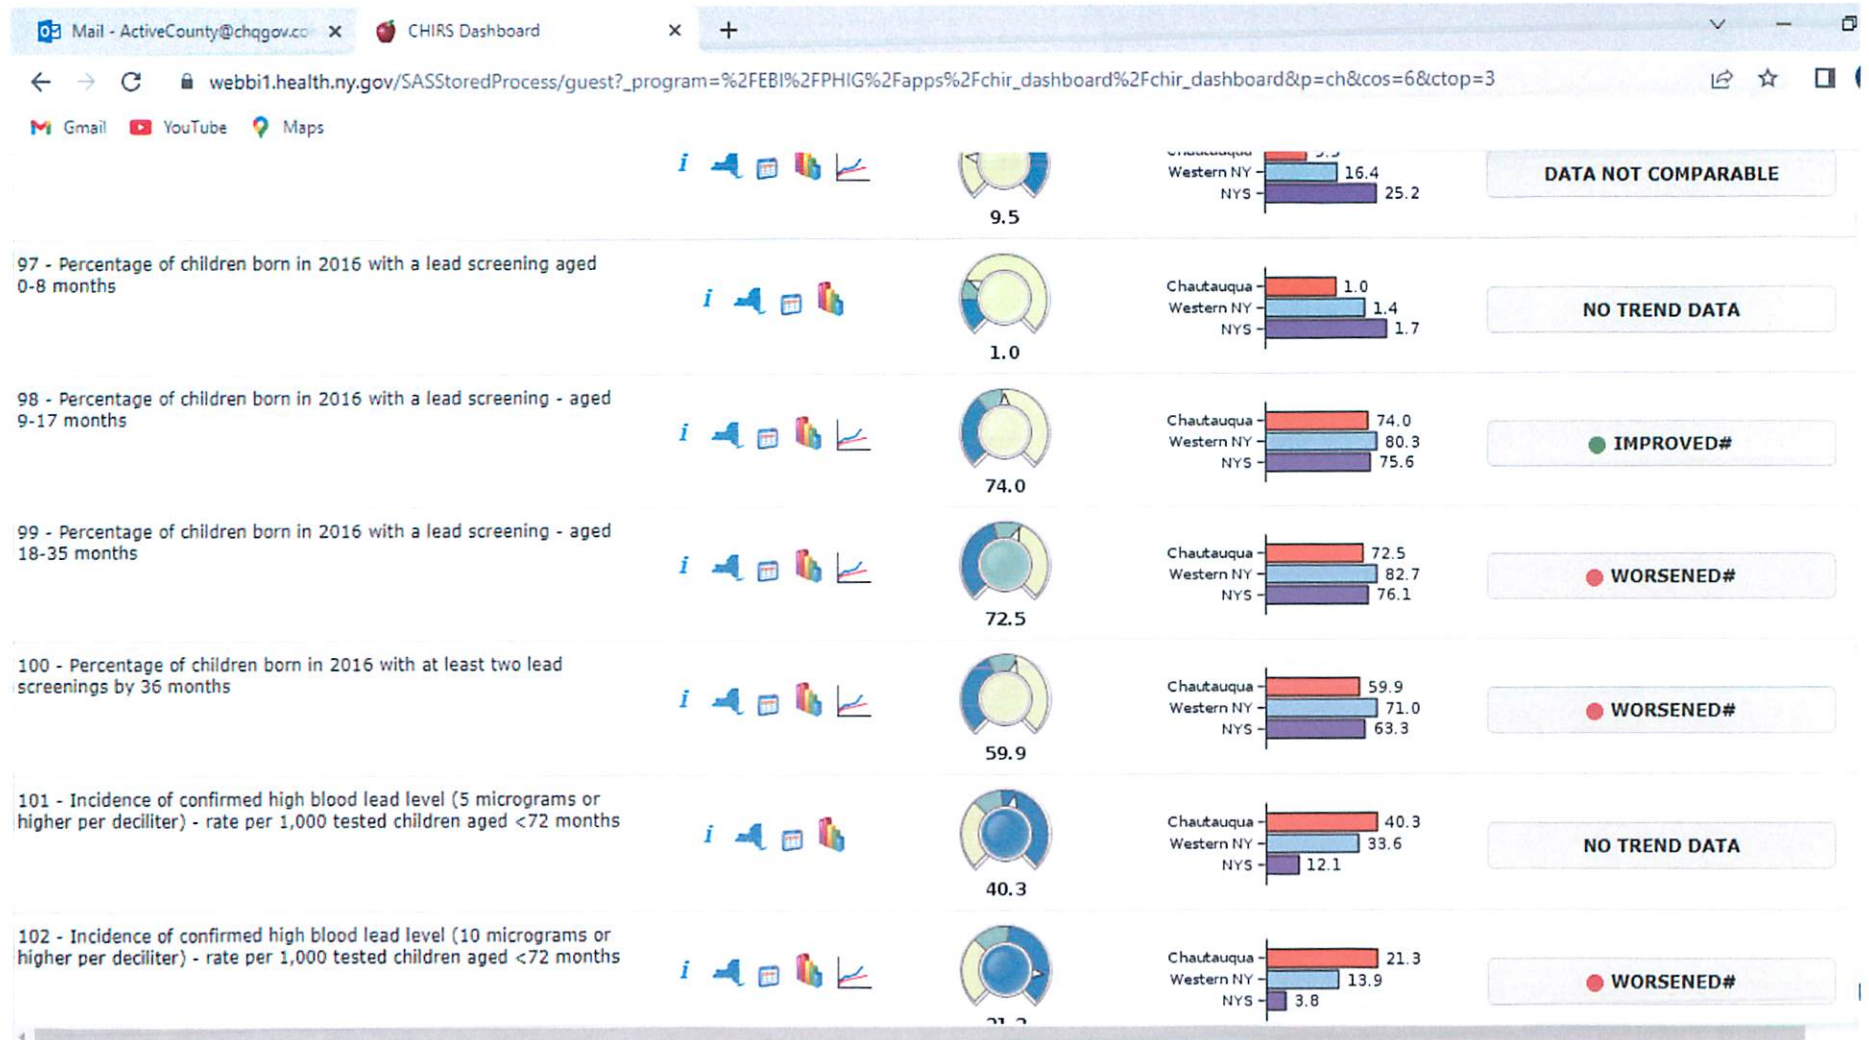 Mail - ActiveCounty@chqgov.co
CHIRS Dashboard
webbi1.health.ny.gov/SASStoredProcess/guest?_program=%2FEBI%2FPHIG%2Fapps%2Fchir_dashboard%2Fchir_dashboard&p=ch&cos=6&ctop=3
Gmail YouTube Maps
Chautauqua 9.5
Western NY 16.4
NYS 25.2
9.5
DATA NOT COMPARABLE
97 - Percentage of children born in 2016 with a lead screening aged
0-8 months
i
1.0
Chautauqua 1.0
Western NY 1.4
NYS 1.7
NO TREND DATA
98 - Percentage of children born in 2016 with a lead screening - aged
9-17 months
i
74.0
Chautauqua 74.0
Western NY 80.3
NYS 75.6
IMPROVED#
99 - Percentage of children born in 2016 with a lead screening - aged
18-35 months
i
72.5
Chautauqua 72.5
Western NY 82.7
NYS 76.1
WORSENED#
100 - Percentage of children born in 2016 with at least two lead
screenings by 36 months
i
59.9
Chautauqua 59.9
Western NY 71.0
NYS 63.3
WORSENED#
101 - Incidence of confirmed high blood lead level (5 micrograms or
higher per deciliter) - rate per 1,000 tested children aged <72 months
i
40.3
Chautauqua 40.3
Western NY 33.6
NYS 12.1
NO TREND DATA
102 - Incidence of confirmed high blood lead level (10 micrograms or
higher per deciliter) - rate per 1,000 tested children aged <72 months
i
21.3
Chautauqua 21.3
Western NY 13.9
NYS 3.8
WORSENED#